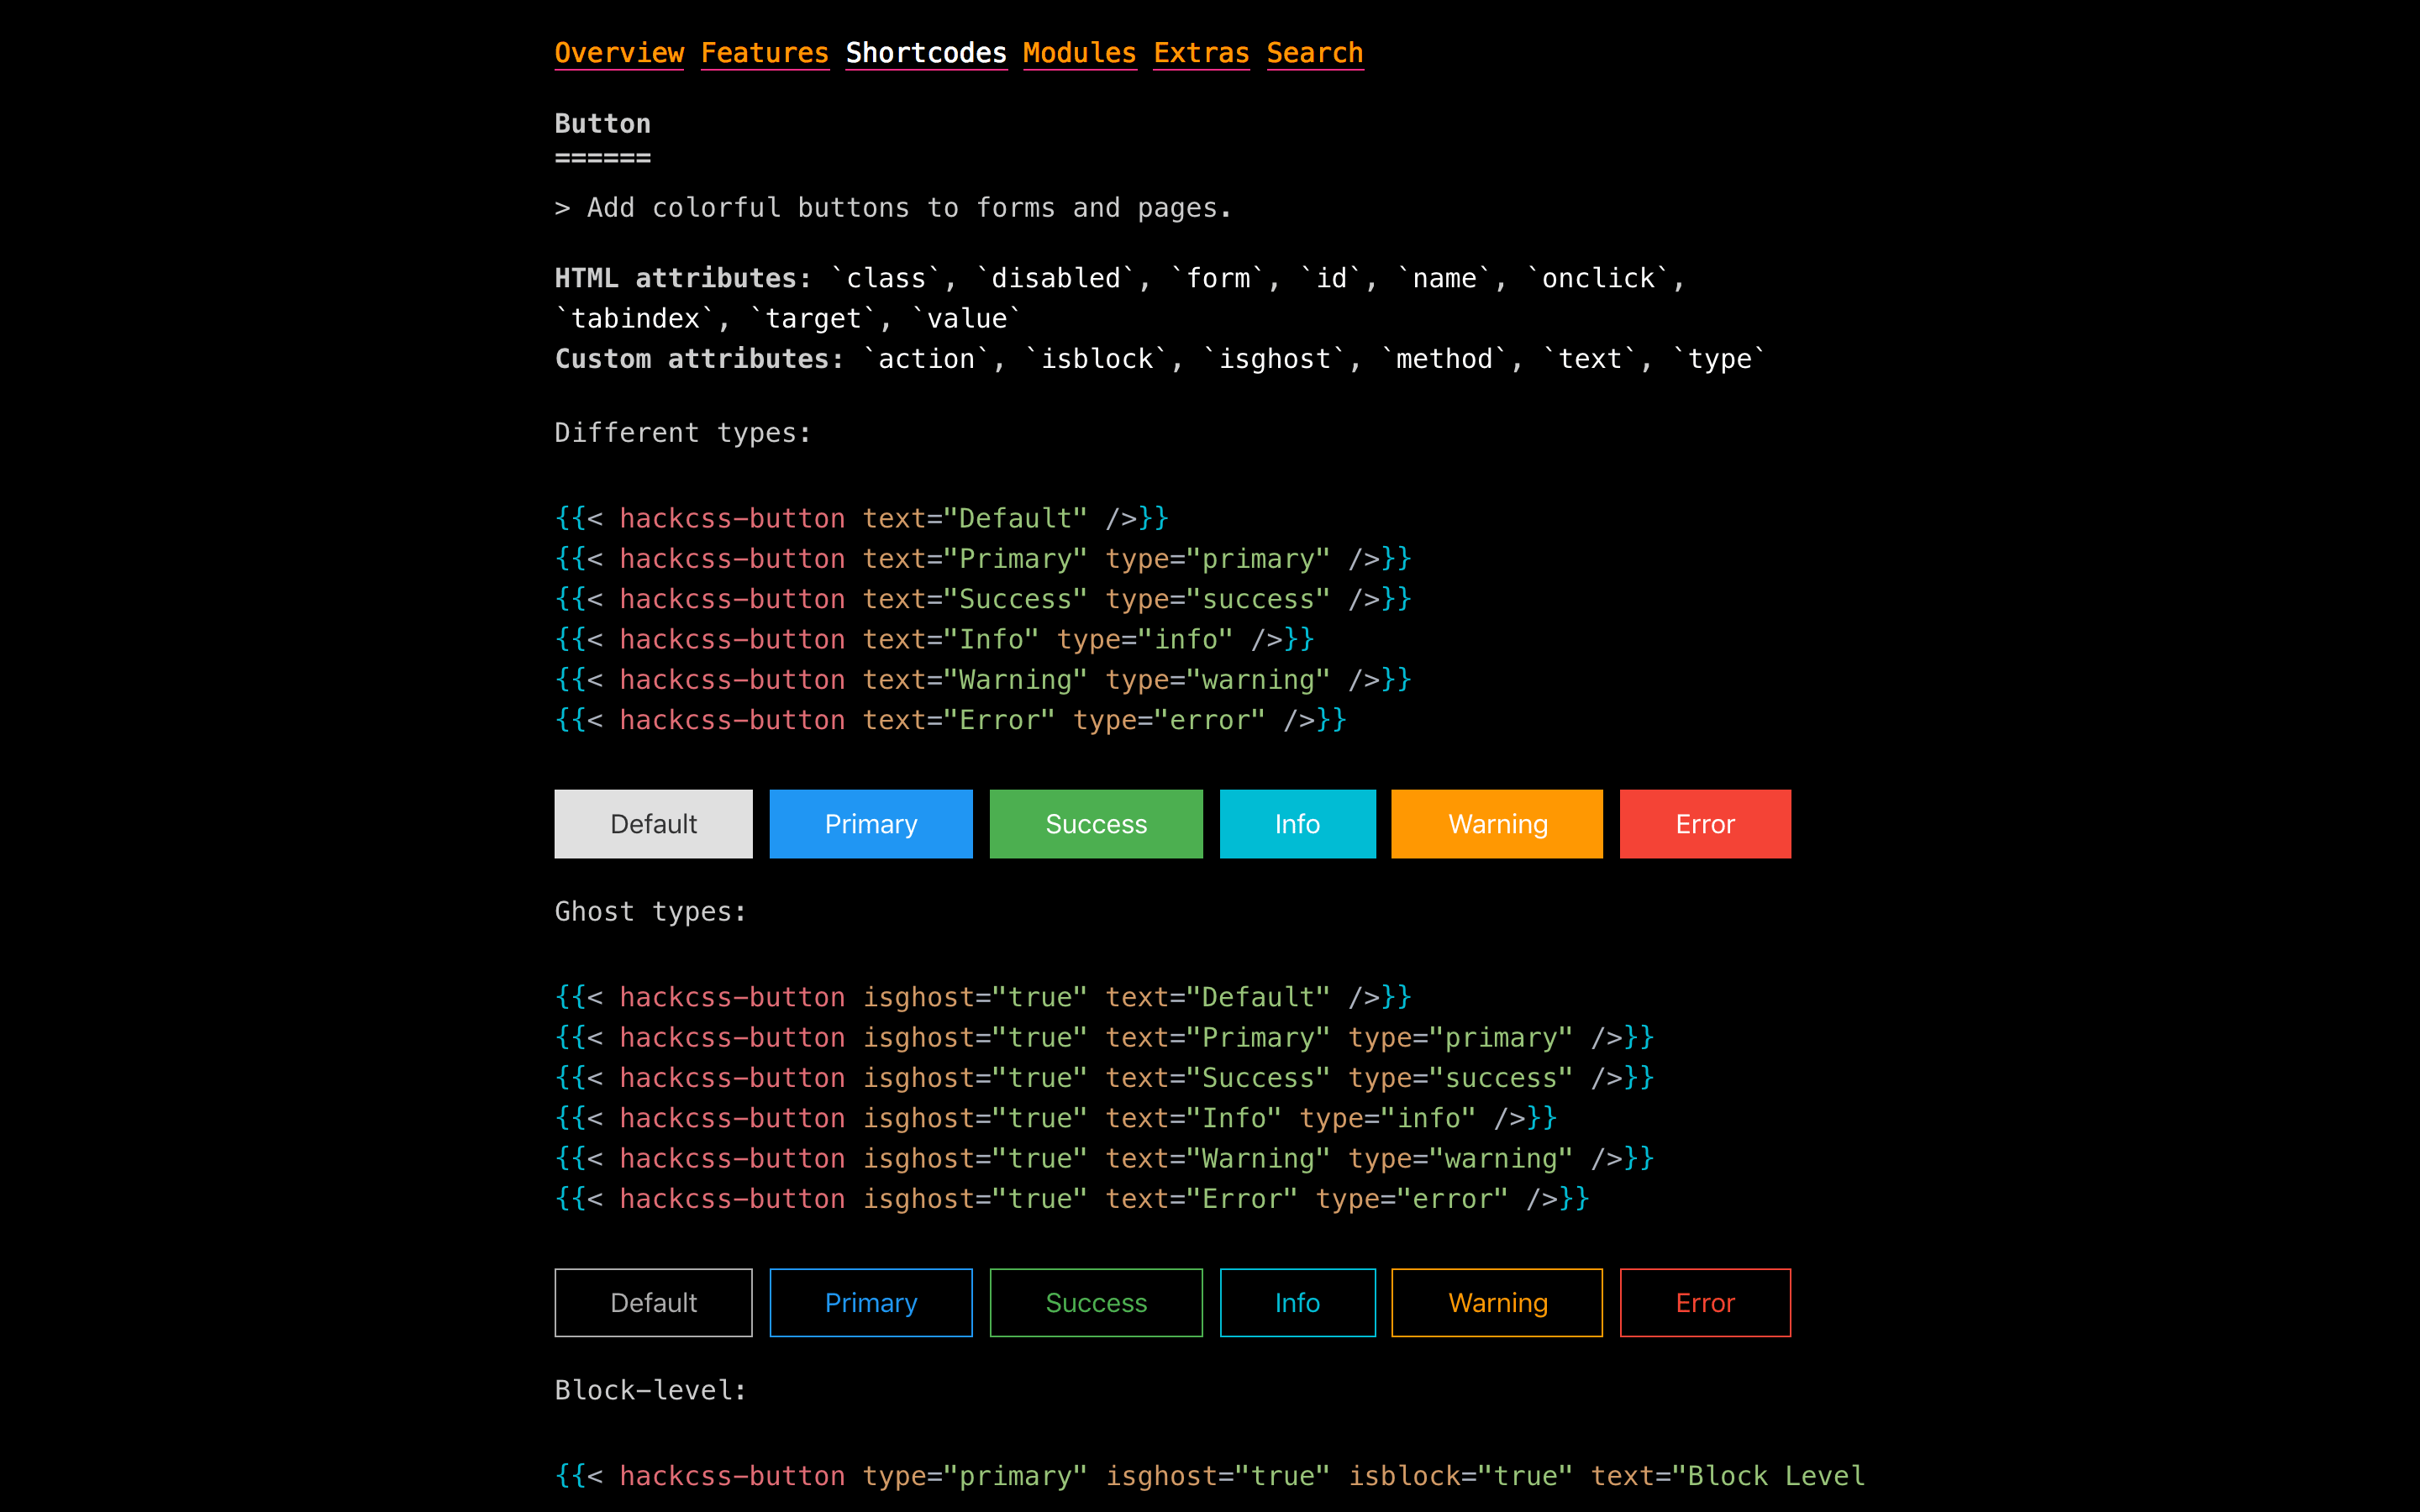 Overview Features Shortcodes Modules Extras Search
Button
======
> Add colorful buttons to forms and pages.
HTML attributes: `class`, `disabled`, `form`, `id`, `name`, `onclick`,
`tabindex`, `target`, `value`
Custom attributes: `action`, `isblock`, `isghost`, `method`, `text`, `type`
Different types:
{{< hackcss-button text="Default" />}}
{{< hackcss-button text="Primary" type="primary" />}}
{{< hackcss-button text="Success" type="success" />}}
{{< hackcss-button text="Info" type="info" />}}
{{< hackcss-button text="Warning" type="warning" />}}
{{< hackcss-button text="Error" type="error" />}}
Default Primary Success Info Warning Error
Ghost types:
{{< hackcss-button isghost="true" text="Default" />}}
{{< hackcss-button isghost="true" text="Primary" type="primary" />}}
{{< hackcss-button isghost="true" text="Success" type="success" />}}
{{< hackcss-button isghost="true" text="Info" type="info" />}}
{{< hackcss-button isghost="true" text="Warning" type="warning" />}}
{{< hackcss-button isghost="true" text="Error" type="error" />}}
Default Primary Success Info Warning Error
Block-level:
{{< hackcss-button type="primary" isghost="true" isblock="true" text="Block Level